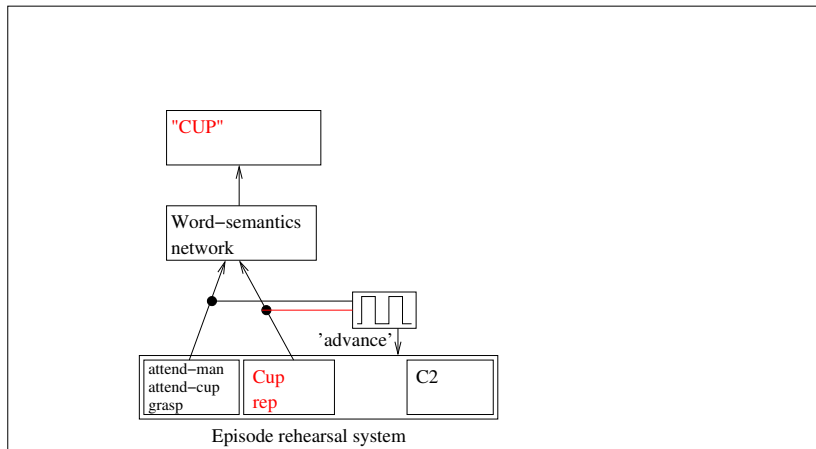 "CUP"
Word−semantics
network
'advance'
attend−man
attend−cup
grasp
Cup
rep
C2
Episode rehearsal system